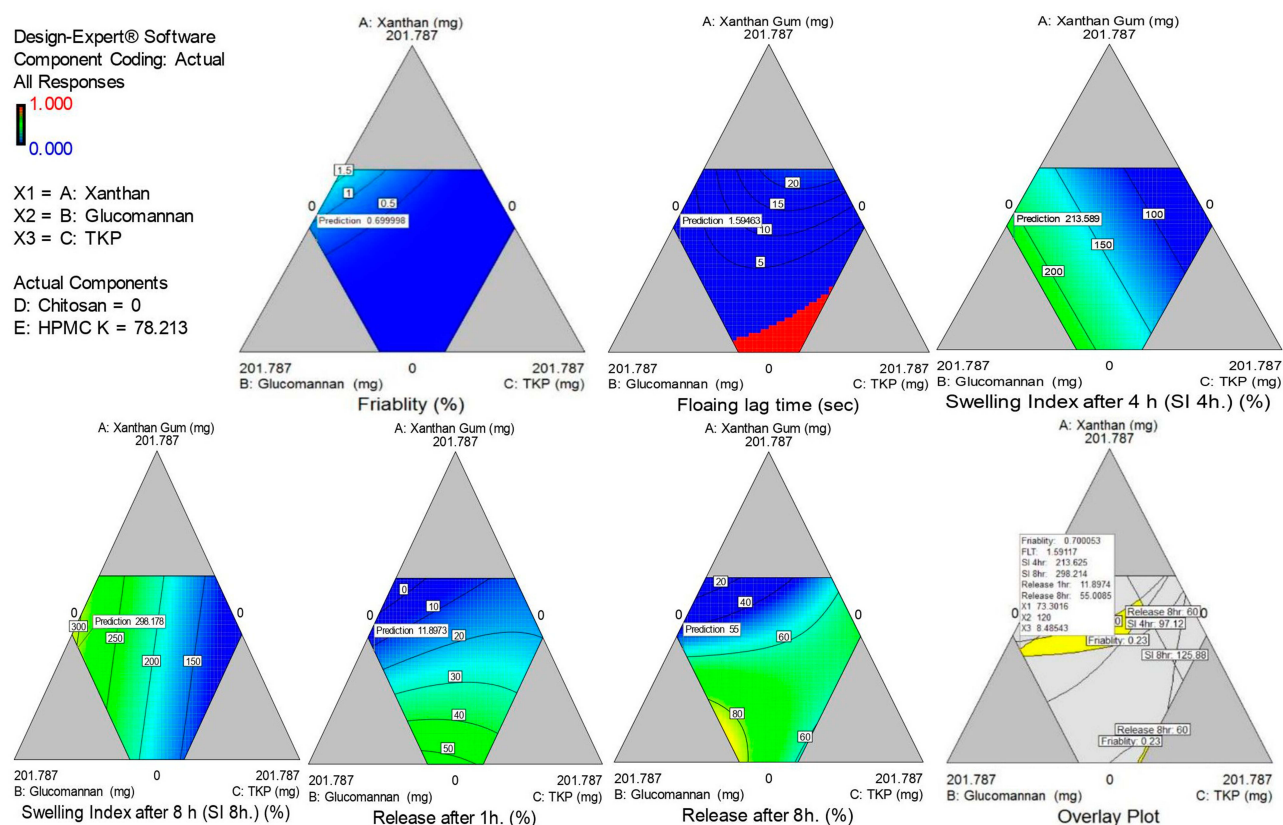 Design-Expert® Software
Component Coding: Actual
All Responses
1.000
0.000
X1 = A: Xanthan
X2 = B: Glucomannan
X3 = C: TKP
Actual Components
D: Chitosan = 0
E: HPMC K = 78.213
A: Xanthan (mg)
201.787
1.5
1
0.5
0
0
Prediction 0.699998
201.787
0
201.787
B: Glucomannan (mg)
C: TKP (mg)
Friablity (%)
A: Xanthan Gum (mg)
201.787
20
15
0
0
Prediction 1.59463
10
5
201.787
0
201.787
B: Glucomannan (mg)
C: TKP (mg)
Floaing lag time (sec)
A: Xanthan Gum (mg)
201.787
0
0
100
Prediction 213.589
150
200
201.787
0
201.787
B: Glucomannan (mg)
C: TKP (mg)
Swelling Index after 4 h (SI 4h.) (%)
A: Xanthan Gum (mg)
201.787
0
0
Prediction 298.178
300
250
200
150
201.787
0
201.787
B: Glucomannan (mg)
C: TKP (mg)
Swelling Index after 8 h (SI 8h.) (%)
A: Xanthan Gum (mg)
201.787
0
10
0
0
Prediction 11.8973
20
30
40
50
201.787
0
201.787
B: Glucomannan (mg)
C: TKP (mg)
Release after 1h. (%)
A: Xanthan Gum (mg)
201.787
20
40
0
0
Prediction 55
60
80
60
201.787
0
201.787
B: Glucomannan (mg)
C: TKP (mg)
Release after 8h. (%)
A: Xanthan Gum (mg)
201.787
Friablity: 0.700053
FLT: 1.59117
SI 4hr: 213.625
SI 8hr: 298.214
Release 1hr: 11.8974
Release 8hr: 55.0085
X1 73.3016
X2 120
X3 8.48543
0
0
Release 8hr: 60
SI 4hr: 97.12
Friablity: 0.23
SI 8hr: 125.88
Release 8hr: 60
Friablity: 0.23
201.787
0
201.787
B: Glucomannan (mg)
C: TKP (mg)
Overlay Plot